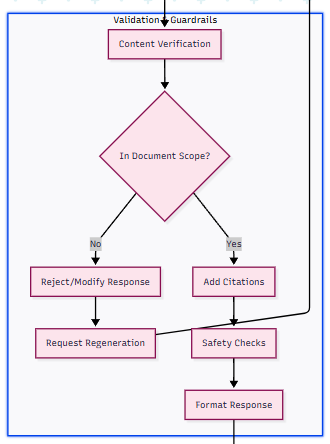 Validation & Guardrails
Content Verification
In Document Scope?
No
Yes
Reject/Modify Response
Add Citations
Request Regeneration
Safety Checks
Format Response